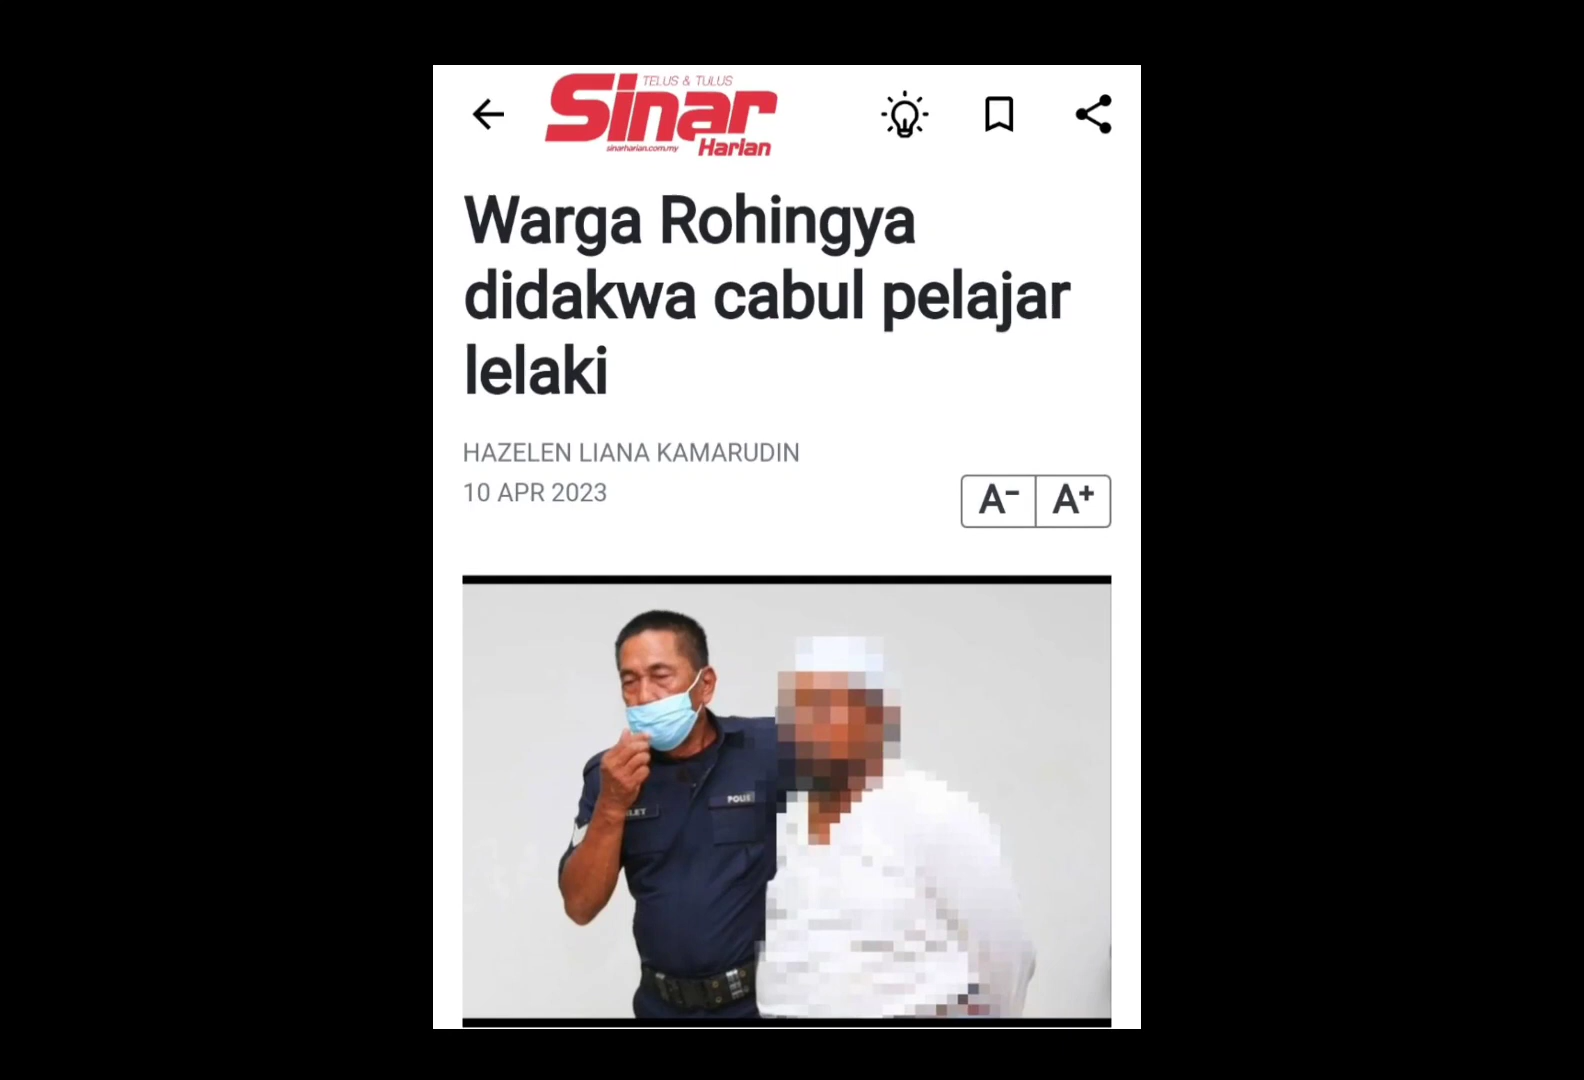 TELUS & TULUS
Sinar
Harian
sinarharian.com.my
Warga Rohingya
didakwa cabul pelajar
lelaki
HAZELEN LIANA KAMARUDIN
10 APR 2023
A- A+
POLIS